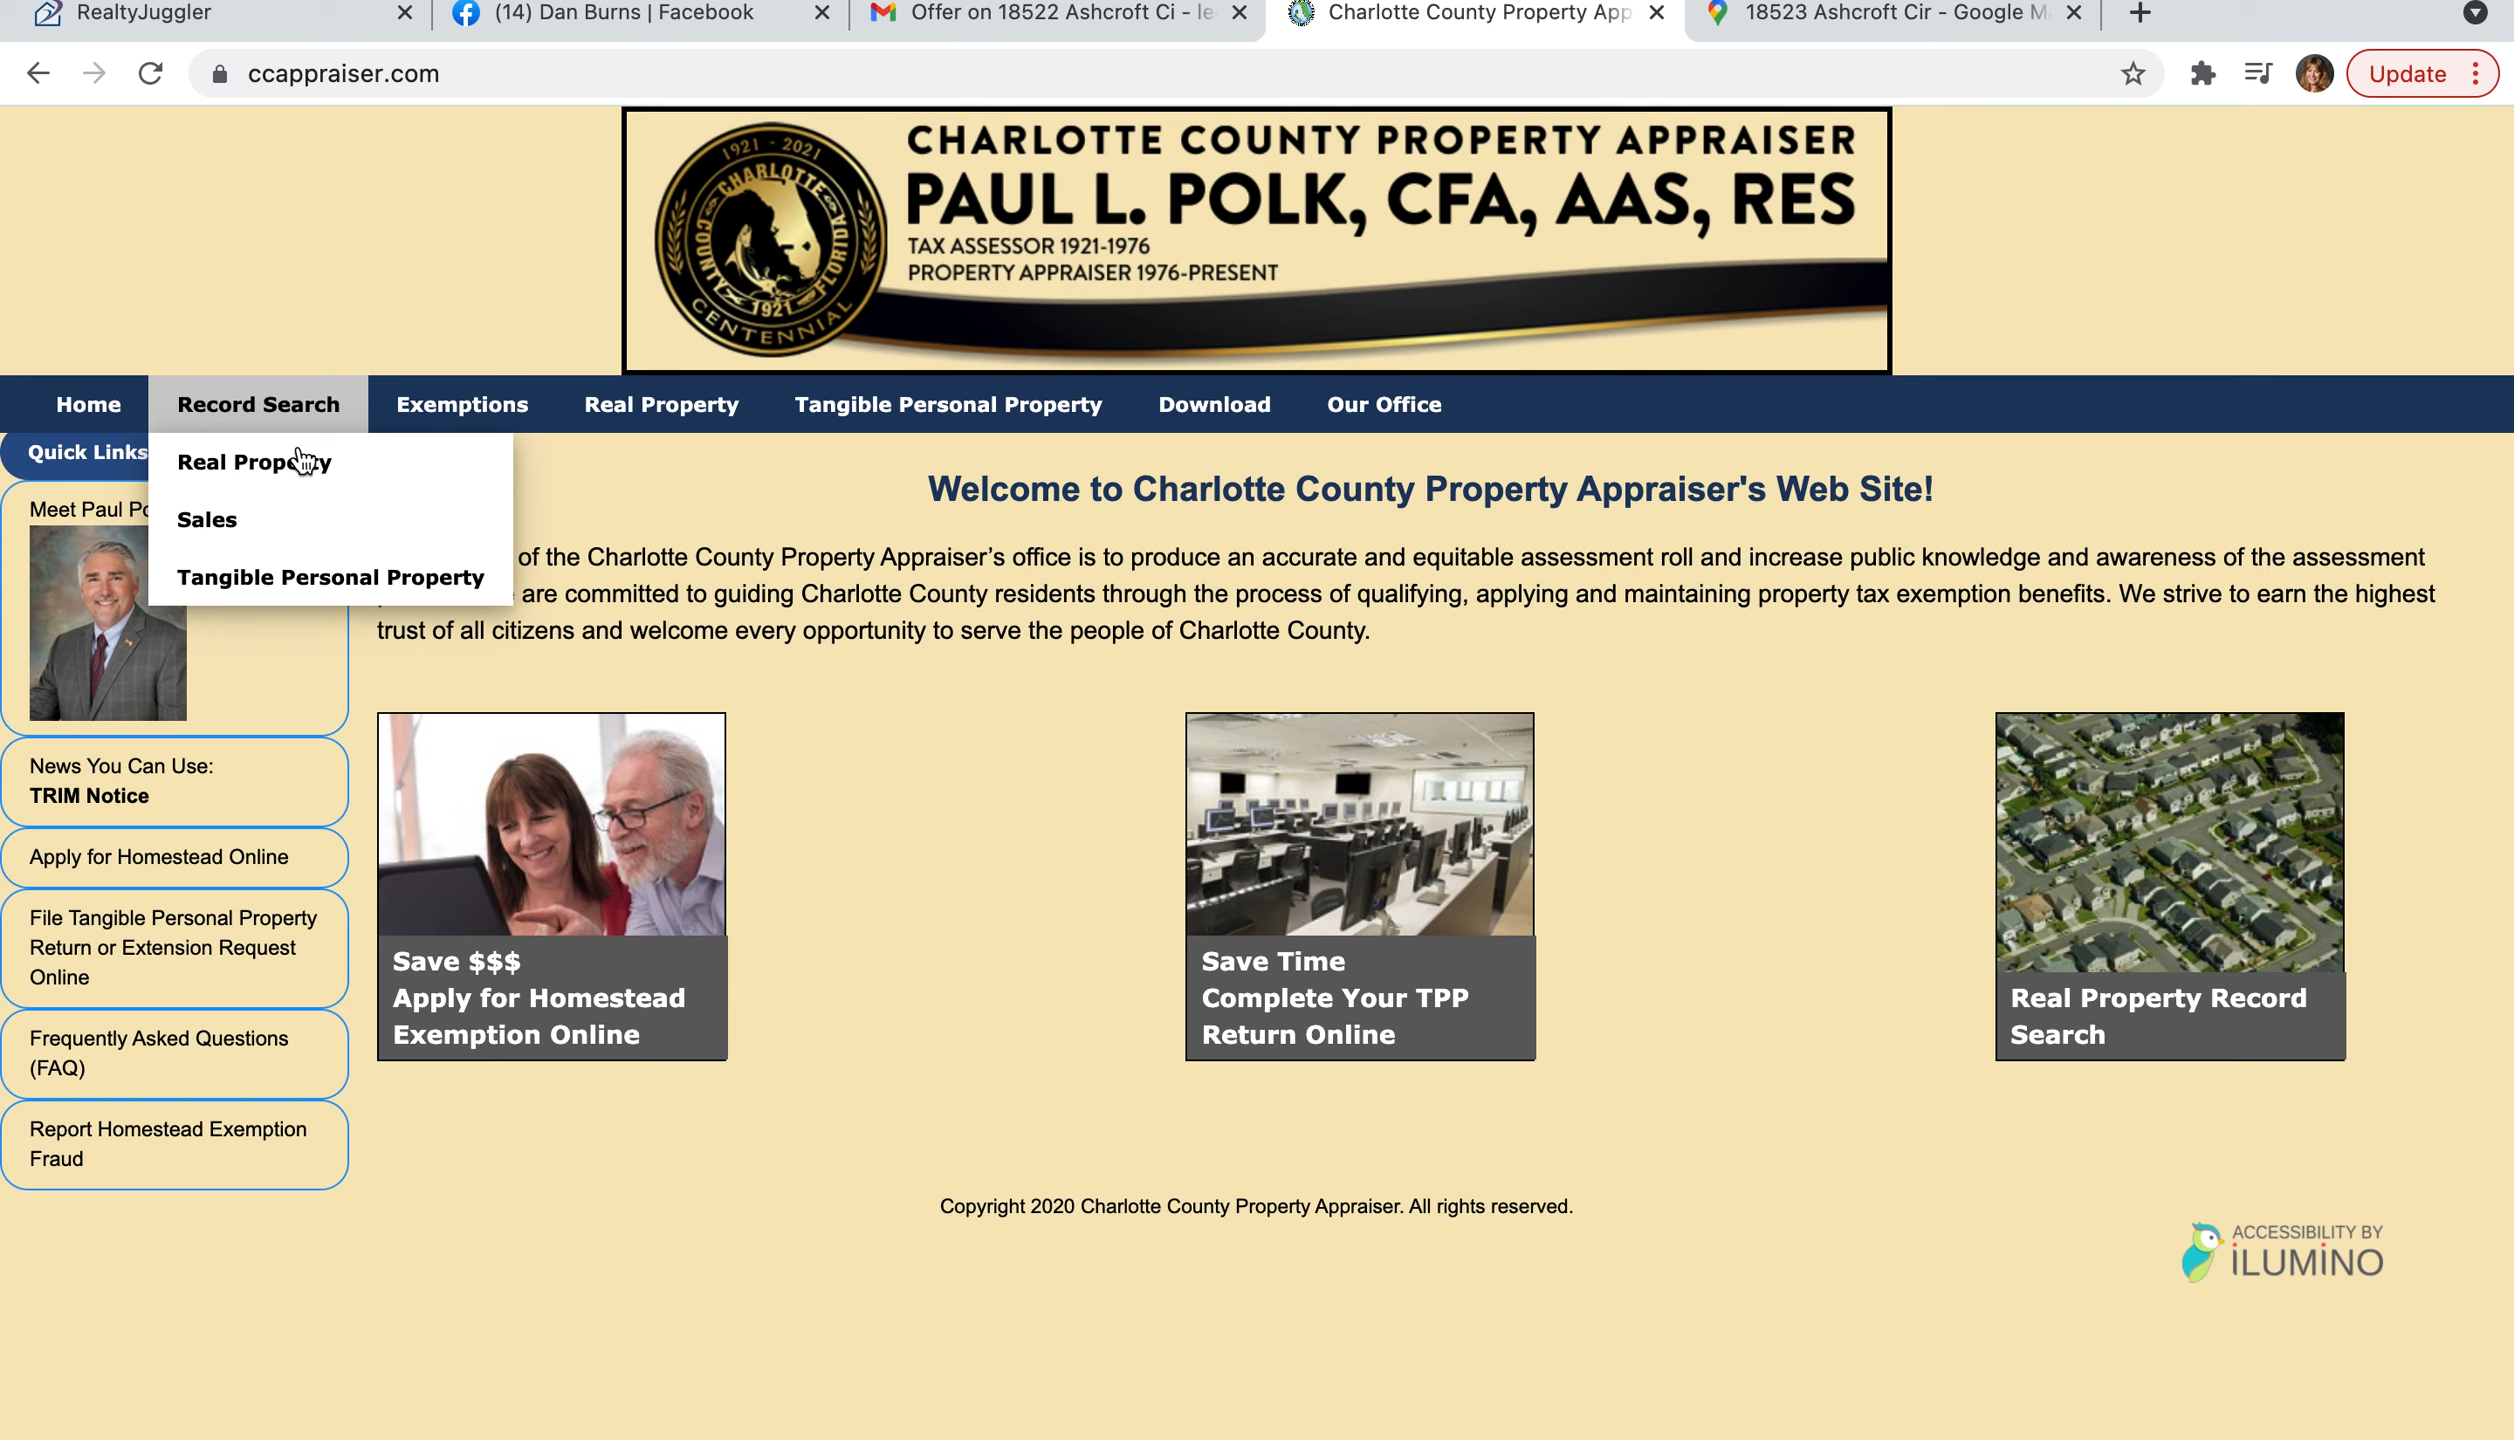 RealtyJuggler
(14) Dan Burns | Facebook
Offer on 18522 Ashcroft Ci - le
Charlotte County Property App
18523 Ashcroft Cir - Google M
ccappraiser.com
Update
1921 - 2021
CHARLOTTE
COUNTY
FLORIDA
1921
CENTENNIAL
CHARLOTTE COUNTY PROPERTY APPRAISER
PAUL L. POLK, CFA, AAS, RES
TAX ASSESSOR 1921-1976
PROPERTY APPRAISER 1976-PRESENT
Home
Record Search
Exemptions
Real Property
Tangible Personal Property
Download
Our Office
Real Property
Sales
Tangible Personal Property
Quick Links
Meet Paul Po
News You Can Use:
TRIM Notice
Apply for Homestead Online
File Tangible Personal Property
Return or Extension Request
Online
Frequently Asked Questions
(FAQ)
Report Homestead Exemption
Fraud
Welcome to Charlotte County Property Appraiser's Web Site!
of the Charlotte County Property Appraiser’s office is to produce an accurate and equitable assessment roll and increase public knowledge and awareness of the assessment
are committed to guiding Charlotte County residents through the process of qualifying, applying and maintaining property tax exemption benefits. We strive to earn the highest
trust of all citizens and welcome every opportunity to serve the people of Charlotte County.
Save $$$
Apply for Homestead
Exemption Online
Save Time
Complete Your TPP
Return Online
Real Property Record
Search
Copyright 2020 Charlotte County Property Appraiser. All rights reserved.
ACCESSIBILITY BY
iLUMiNO